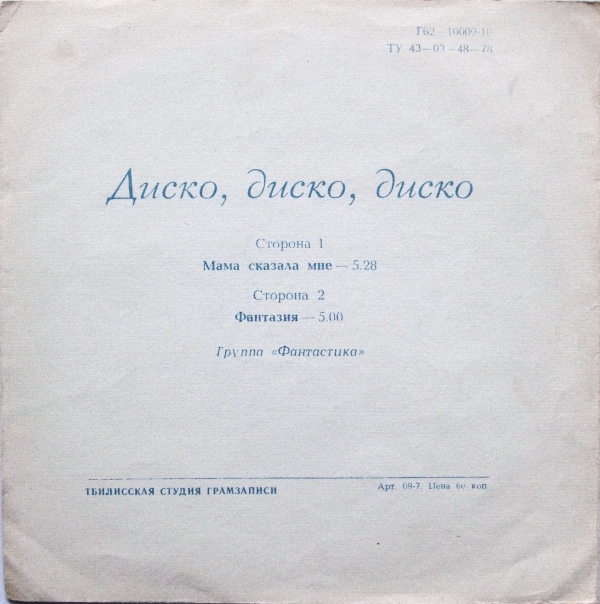 Г62—10009-10
ТУ 43—03—48—78
Диско, диско, диско
Сторона 1
Мама сказала мне — 5.28
Сторона 2
Фантазия — 5.00
Группа «Фантастика»
ТБИЛИССКАЯ СТУДИЯ ГРАМЗАПИСИ
Арт. 69-7. Цена 60 коп